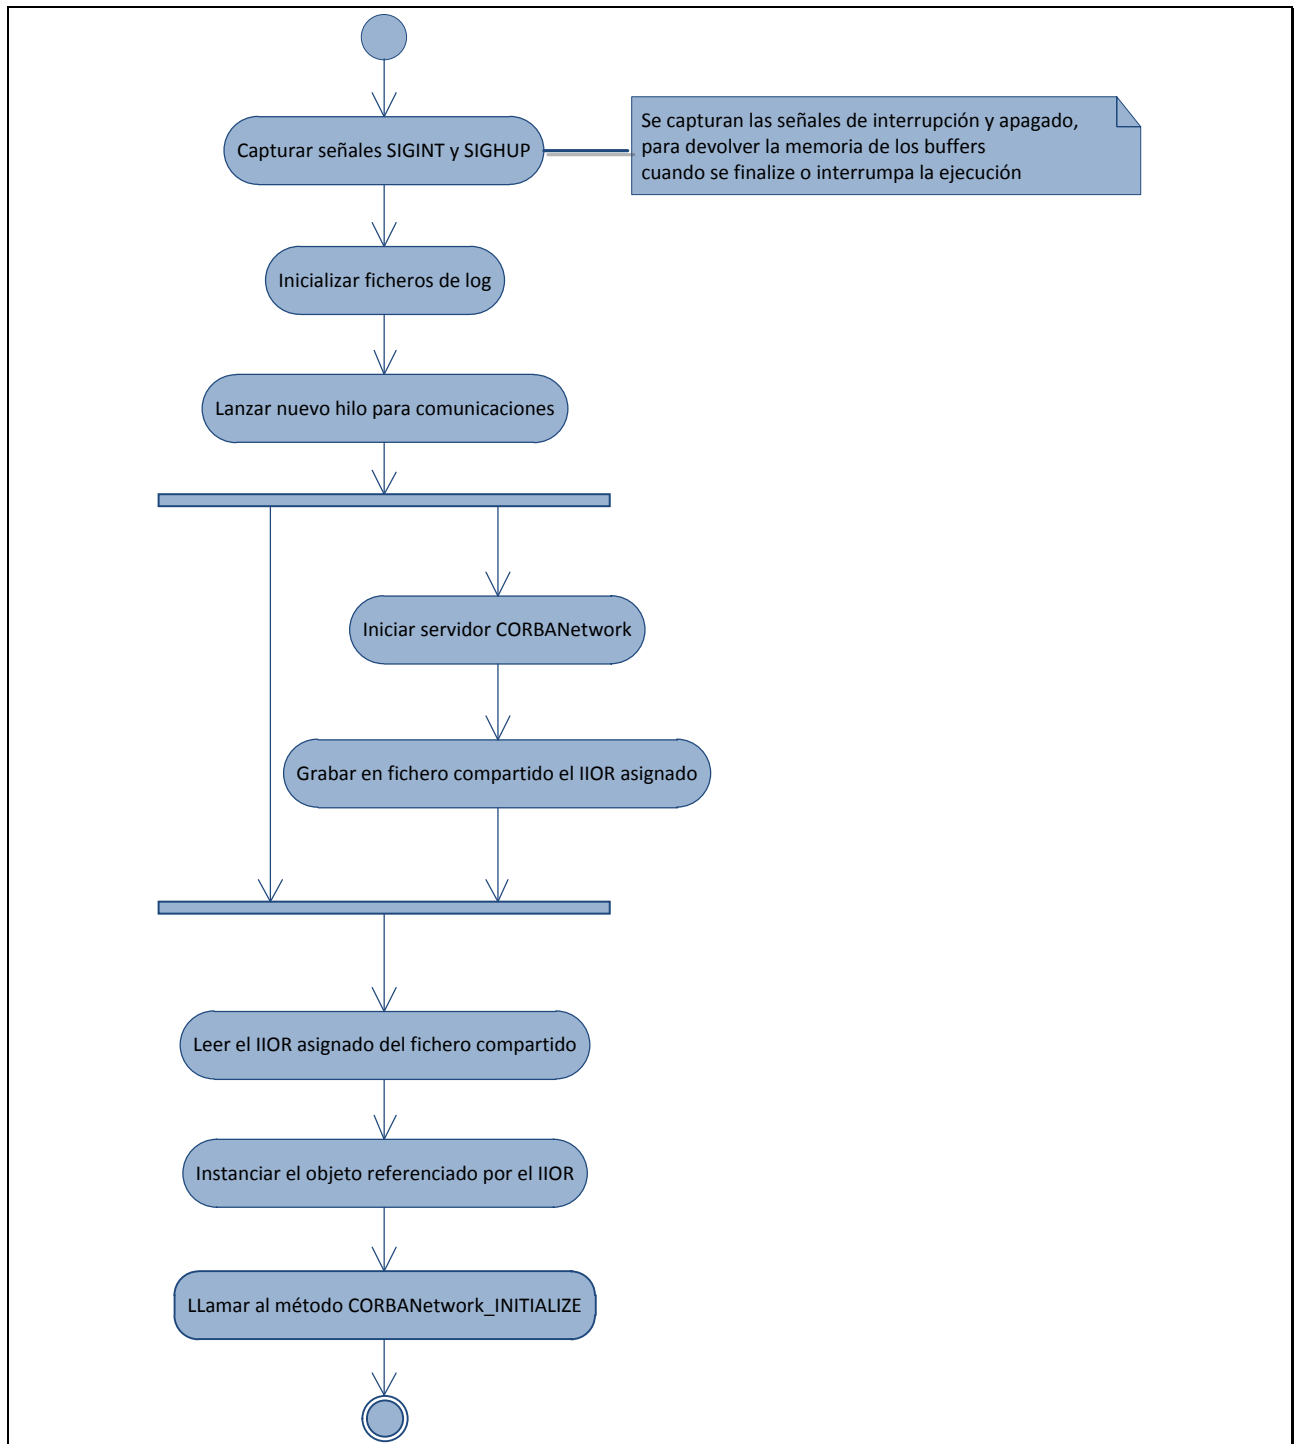 Capturar señales SIGINT y SIGHUP
Se capturan las señales de interrupción y apagado,
para devolver la memoria de los buffers
cuando se finalize o interrumpa la ejecución
Inicializar ficheros de log
Lanzar nuevo hilo para comunicaciones
Iniciar servidor CORBANetwork
Grabar en fichero compartido el IIOR asignado
Leer el IIOR asignado del fichero compartido
Instanciar el objeto referenciado por el IIOR
LLamar al método CORBANetwork_INITIALIZE